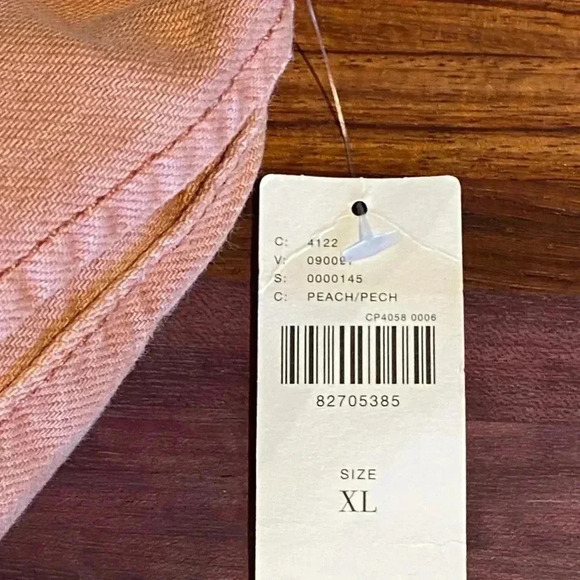 C: 4122
V:
S: 0000145
C: PEACH/PECH
CP4058 0006
82705385
SIZE
XL